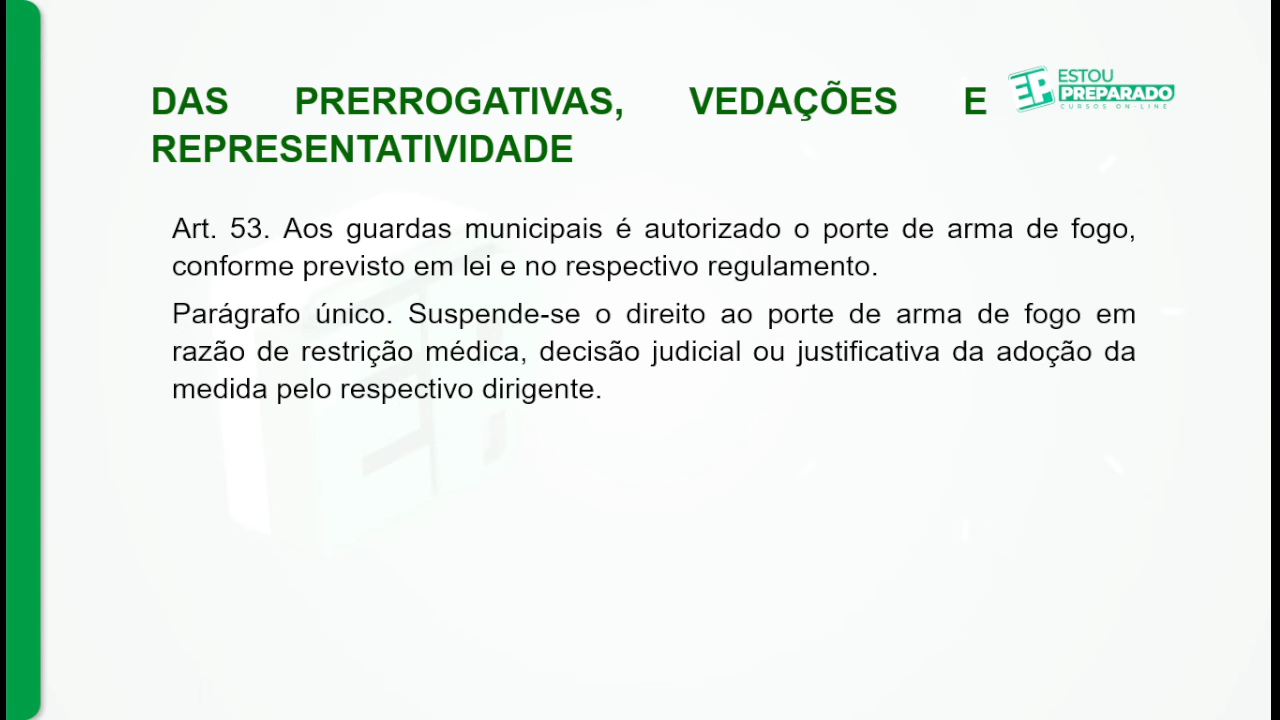 DAS PRERROGATIVAS, VEDAÇÕES E
REPRESENTATIVIDADE
EP ESTOU
PREPARADO
CURSOS ON-LINE
Art. 53. Aos guardas municipais é autorizado o porte de arma de fogo,
conforme previsto em lei e no respectivo regulamento.
Parágrafo único. Suspende-se o direito ao porte de arma de fogo em
razão de restrição médica, decisão judicial ou justificativa da adoção da
medida pelo respectivo dirigente.